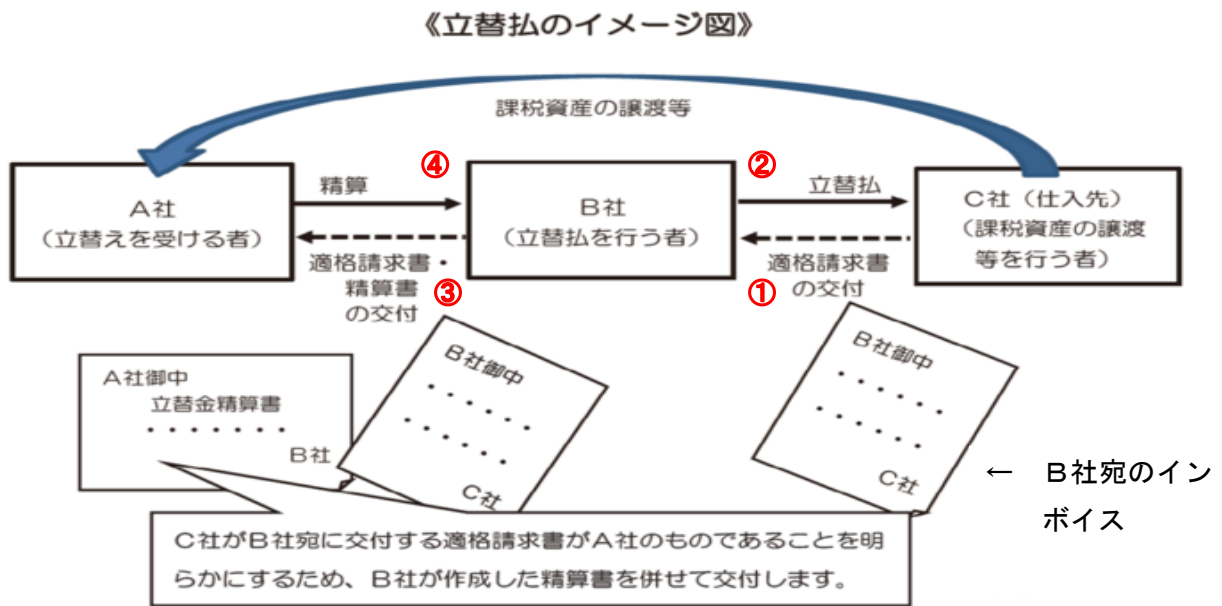 《立替払のイメージ図》
課税資産の譲渡等
A社
(立替えを受ける者)
精算
④
適格請求書・
精算書
の交付
③
B社
(立替払を行う者)
②
立替払
適格請求書
の交付
①
C社(仕入先)
(課税資産の譲渡
等を行う者)
A社御中
立替金精算書
・・・・・・・
B社
B社御中
・・・・・・
・・・・・・
C社
B社御中
・・・・・・
・・・・・・
C社
← B社宛のイン
ボイス
C社がB社宛に交付する適格請求書がA社のものであることを明
らかにするため、B社が作成した精算書を併せて交付します。